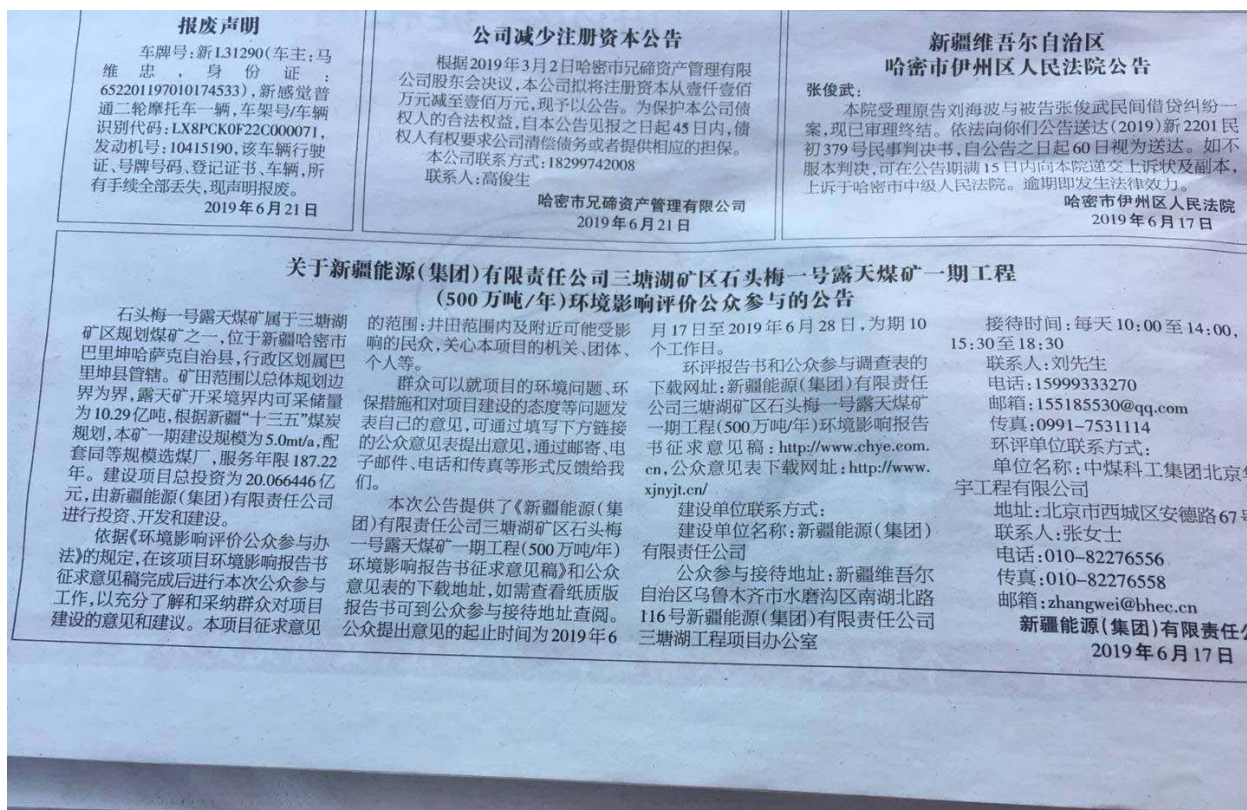 报废声明
车牌号:新L31290(车主:马
维忠,身份证:
652201197010174533),新感觉普
通二轮摩托车一辆,车架号/车辆
识别代码:LX8PCK0F22C000071,
发动机号:10415190,该车辆行驶
证、号牌号码、登记证书、车辆,所
有手续全部丢失,现声明报废。
2019年6月21日
公司减少注册资本公告
根据2019年3月2日哈密市兄碲资产管理有限
公司股东会决议,本公司拟将注册资本从壹仟壹佰
万元减至壹佰万元,现予以公告。为保护本公司债
权人的合法权益,自本公告见报之日起45日内,债
权人有权要求公司清偿债务或者提供相应的担保。
本公司联系方式:18299742008
联系人:高俊生
哈密市兄碲资产管理有限公司
2019年6月21日
新疆维吾尔自治区
哈密市伊州区人民法院公告
张俊武:
本院受理原告刘海波与被告张俊武民间借贷纠纷一
案,现已审理终结。依法向你们公告送达(2019)新2201民
初379号民事判决书,自公告之日起60日视为送达。如不
服本判决,可在公告期满15日内向本院递交上诉状及副本,
上诉于哈密市中级人民法院。逾期即发生法律效力。
哈密市伊州区人民法院
2019年6月17日
关于新疆能源(集团)有限责任公司三塘湖矿区石头梅一号露天煤矿一期工程
(500万吨/年)环境影响评价公众参与的公告
石头梅一号露天煤矿属于三塘湖
矿区规划煤矿之一,位于新疆哈密市
巴里坤哈萨克自治县,行政区划属巴
里坤县管辖。矿田范围以总体规划边
界为界,露天矿开采境界内可采储量
为10.29亿吨,根据新疆“十三五”煤炭
规划,本矿一期建设规模为5.0mt/a,配
套同等规模选煤厂,服务年限187.22
年。建设项目总投资为20.066446亿
元,由新疆能源(集团)有限责任公司
进行投资、开发和建设。
依据《环境影响评价公众参与办
法》的规定,在该项目环境影响报告书
征求意见稿完成后进行本次公众参与
工作,以充分了解和采纳群众对项目
建设的意见和建议。本项目征求意见
的范围:井田范围内及附近可能受影
响的民众,关心本项目的机关、团体、
个人等。
群众可以就项目的环境问题、环
保措施和对项目建设的态度等问题发
表自己的意见,可通过填写下方链接
的公众意见表提出意见,通过邮寄、电
子邮件、电话和传真等形式反馈给我
们。
本次公告提供了《新疆能源(集
团)有限责任公司三塘湖矿区石头梅
一号露天煤矿一期工程(500万吨/年)
环境影响报告书征求意见稿》和公众
意见表的下载地址,如需查看纸质版
报告书可到公众参与接待地址查阅。
公众提出意见的起止时间为2019年6
月17日至2019年6月28日,为期10
个工作日。
环评报告书和公众参与调查表的
下载网址:新疆能源(集团)有限责任
公司三塘湖矿区石头梅一号露天煤矿
一期工程(500万吨/年)环境影响报告
书征求意见稿:http://www.chye.com.
cn,公众意见表下载网址:http://www.
xjnyjt.cn/
建设单位联系方式:
建设单位名称:新疆能源(集团)
有限责任公司
公众参与接待地址:新疆维吾尔
自治区乌鲁木齐市水磨沟区南湖北路
116号新疆能源(集团)有限责任公司
三塘湖工程项目办公室
接待时间:每天10:00至14:00,
15:30至18:30
联系人:刘先生
电话:15999333270
邮箱:155185530@qq.com
传真:0991-7531114
环评单位联系方式:
单位名称:中煤科工集团北京
宇工程有限公司
地址:北京市西城区安德路67
联系人:张女士
电话:010-82276556
传真:010-82276558
邮箱:zhangwei@bhec.cn
新疆能源(集团)有限责任
2019年6月17日